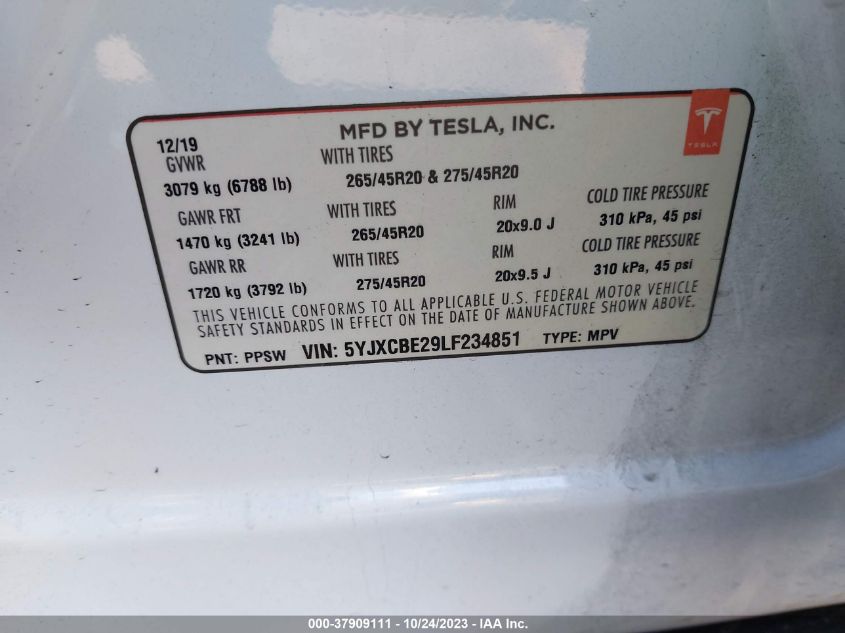 MFD BY TESLA, INC.
TESLA
12/19
GVWR WITH TIRES
3079 kg (6788 lb) 265/45R20 & 275/45R20
GAWR FRT WITH TIRES RIM COLD TIRE PRESSURE
1470 kg (3241 lb) 265/45R20 20x9.0 J 310 kPa, 45 psi
GAWR RR WITH TIRES RIM COLD TIRE PRESSURE
1720 kg (3792 lb) 275/45R20 20x9.5 J 310 kPa, 45 psi
THIS VEHICLE CONFORMS TO ALL APPLICABLE U.S. FEDERAL MOTOR VEHICLE
SAFETY STANDARDS IN EFFECT ON THE DATE OF MANUFACTURE SHOWN ABOVE.
PNT: PPSW VIN: 5YJXCBE29LF234851 TYPE: MPV
000-37909111 - 10/24/2023 - IAA Inc.